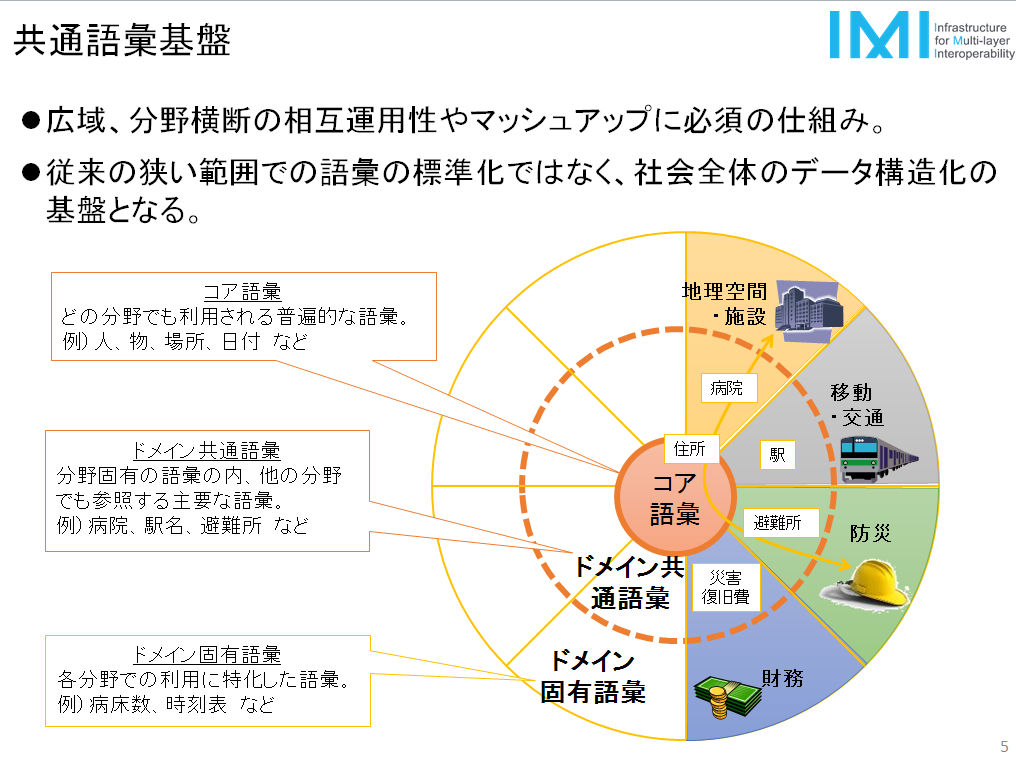 共通語彙基盤
IMI
Infrastructure
for Multi-layer
Interoperability
●広域、分野横断の相互運用性やマッシュアップに必須の仕組み。
●従来の狭い範囲での語彙の標準化ではなく、社会全体のデータ構造化の
基盤となる。
コア語彙
どの分野でも利用される普遍的な語彙。
例）人、物、場所、日付 など
ドメイン共通語彙
分野固有の語彙の内、他の分野
でも参照する主要な語彙。
例）病院、駅名、避難所 など
ドメイン固有語彙
各分野での利用に特化した語彙。
例）病床数、時刻表 など
地理空間
・施設
病院
移動
・交通
住所
駅
コア
語彙
避難所
防災
ドメイン共
通語彙
災害
復旧費
ドメイン
固有語彙
財務
5